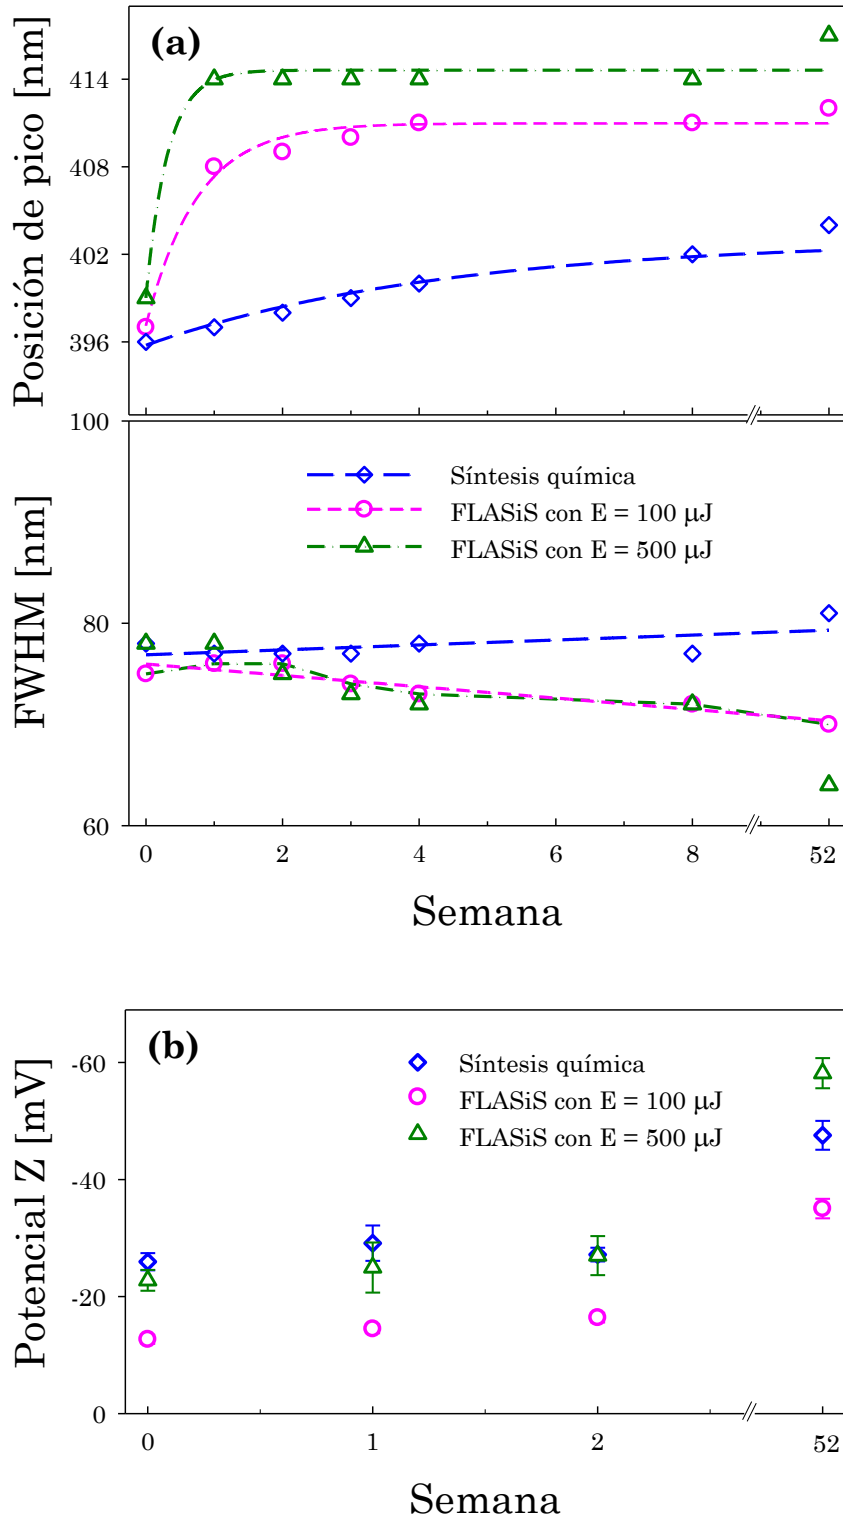 (a)
Posición de pico [nm]
414
408
402
396
100
Síntesis química
FLASiS con E = 100 µJ
FLASiS con E = 500 µJ
FWHM [nm]
80
60
0 2 4 6 8 52
Semana
(b)
Síntesis química
FLASiS con E = 100 µJ
FLASiS con E = 500 µJ
Potencial Z [mV]
-60
-40
-20
0
0 1 2 52
Semana